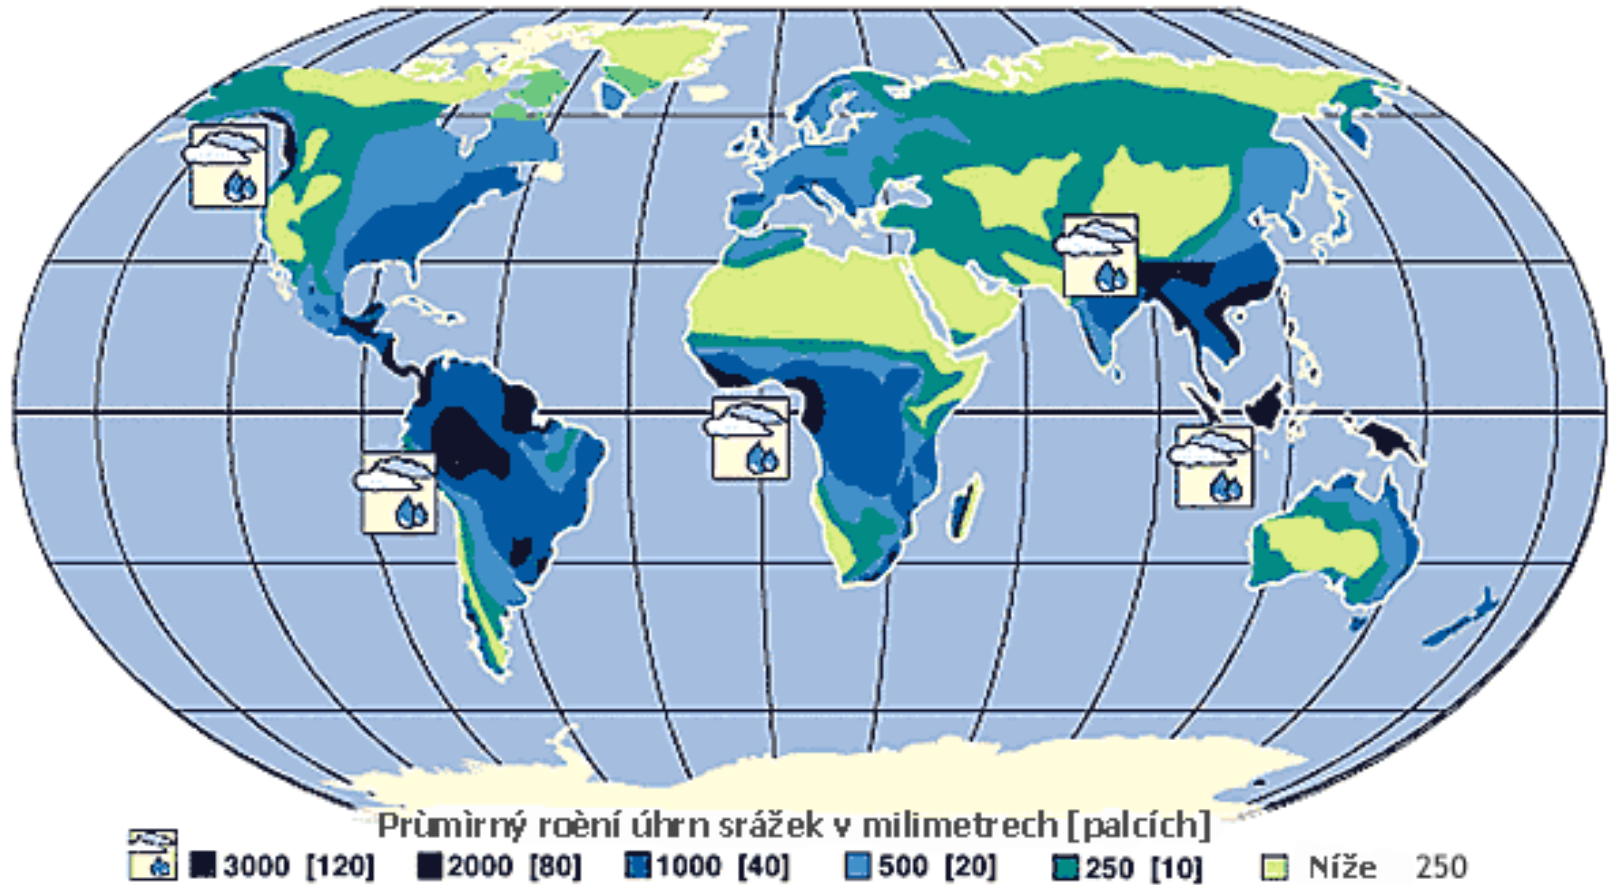 Prùmìrný roèní úhrn srážek v milimetrech [palcích]
3000 [120] 2000 [80] 1000 [40] 500 [20] 250 [10] Níže 250